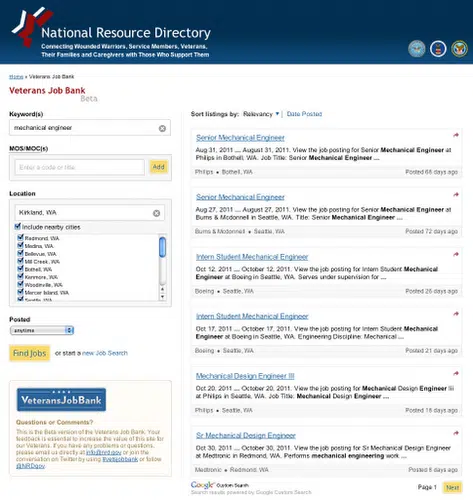 National Resource Directory
Connecting Wounded Warriors, Service Members, Veterans,
Their Families and Caregivers with Those Who Support Them
Home » Veterans Job Bank
Veterans Job Bank
Beta
Keyword(s)
mechanical engineer
MOS/MOC(s)
Enter a code or title
Add
Location
Kirkland, WA
Include nearby cities
Redmond, WA
Medina, WA
Bellevue, WA
Mill Creek, WA
Bothell, WA
Kenmore, WA
Woodinville, WA
Mercer Island, WA
Seattle, WA
Posted
anytime
Find Jobs or start a new Job Search
VeteransJobBank
Questions or Comments?
This is the Beta version of the Veterans Job Bank. Your
feedback is essential to increase the value of this site for
our Veterans. If you have any problems or questions,
please email us directly at info@nrd.gov or join the
conversation on Twitter by using #vetsjobbank or follow
@NRDgov
Sort listings by: Relevancy ▼ | Date Posted
Senior Mechanical Engineer
Aug 31, 2011 ... August 31, 2011. View the job posting for Senior Mechanical Engineer at
Philips in Bothell, WA. Job Title: Senior Mechanical Engineer ...
Philips • Bothell, WA Posted 68 days ago
Senior Mechanical Engineer
Aug 27, 2011 ... August 27, 2011. View the job posting for Senior Mechanical Engineer at
Burns & Mcdonnell in Seattle, WA. Title: Senior Mechanical Engineer ...
Burns & Mcdonnell • Seattle, WA Posted 72 days ago
Intern Student Mechanical Engineer
Oct 12, 2011 ... October 12, 2011. View the job posting for Intern Student Mechanical
Engineer at Boeing in Seattle, WA. Serves under supervision for ...
Boeing • Seattle, WA Posted 26 days ago
Intern Student Mechanical Engineer
Oct 17, 2011 ... October 17, 2011. View the job posting for Intern Student Mechanical
Engineer at Boeing in Seattle, WA. Engineering Discipline: Mechanical ...
Boeing • Seattle, WA Posted 21 days ago
Mechanical Design Engineer III
Oct 20, 2011 ... October 20, 2011. View the job posting for Mechanical Design Engineer Iii
at Philips in Seattle, WA. Job Title: Mechanical Design Engineer ...
Philips • Seattle, WA Posted 18 days ago
Sr Mechanical Design Engineer
Oct 30, 2011 ... October 30, 2011. View the job posting for Sr Mechanical Design Engineer
at Medtronic in Redmond, WA. Performs mechanical engineering work ...
Medtronic • Redmond, WA Posted 8 days ago
Google Custom Search
Search results powered by Google Custom Search
Page 1 Next